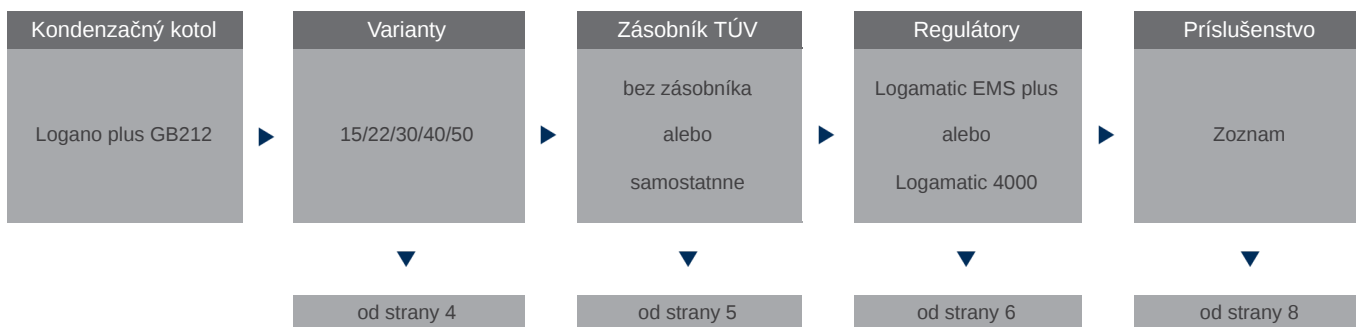 Kondenzačný kotol
Logano plus GB212
Varianty
15/22/30/40/50
od strany 4
Zásobník TÚV
bez zásobníka
alebo
samostatnne
od strany 5
Regulátory
Logamatic EMS plus
alebo
Logamatic 4000
od strany 6
Príslušenstvo
Zoznam
od strany 8